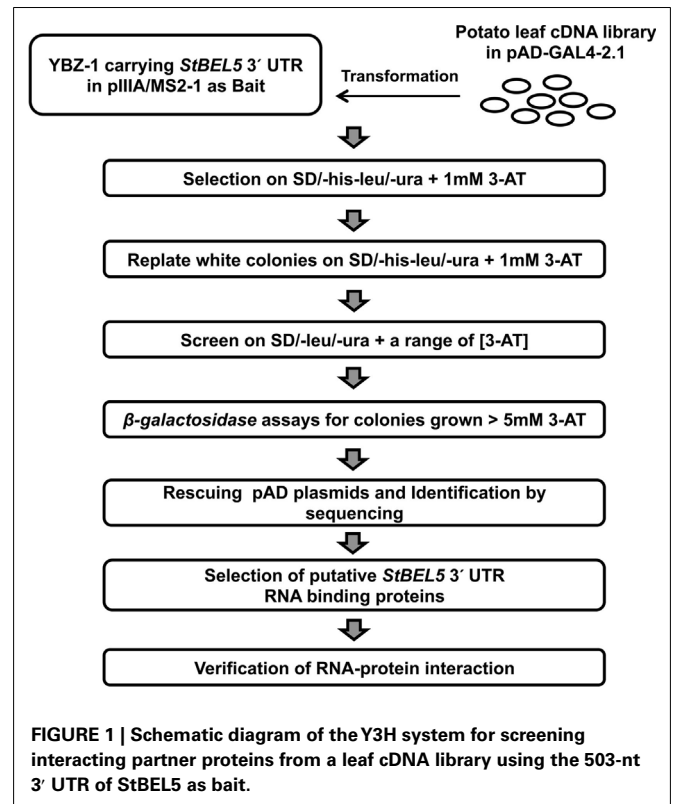 YBZ-1 carrying StBEL5 3´ UTR
in pIIIA/MS2-1 as Bait
Transformation
Potato leaf cDNA library
in pAD-GAL4-2.1
Selection on SD/-his-leu/-ura + 1mM 3-AT
Replate white colonies on SD/-his-leu/-ura + 1mM 3-AT
Screen on SD/-leu/-ura + a range of [3-AT]
β-galactosidase assays for colonies grown > 5mM 3-AT
Rescuing pAD plasmids and Identification by
sequencing
Selection of putative StBEL5 3´ UTR
RNA binding proteins
Verification of RNA-protein interaction
FIGURE 1 | Schematic diagram of the Y3H system for screening
interacting partner proteins from a leaf cDNA library using the 503-nt
3′ UTR of StBEL5 as bait.